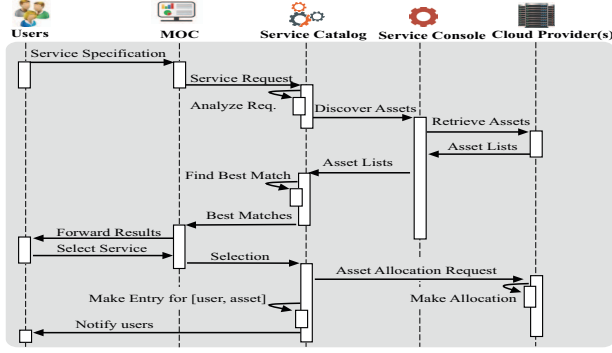 Users MOC Service Catalog Service Console Cloud Provider(s)
Service Specification
Service Request
Analyze Req.
Discover Assets
Retrieve Assets
Asset Lists
Asset Lists
Find Best Match
Best Matches
Forward Results
Select Service
Selection
Asset Allocation Request
Make Entry for [user, asset]
Make Allocation
Notify users